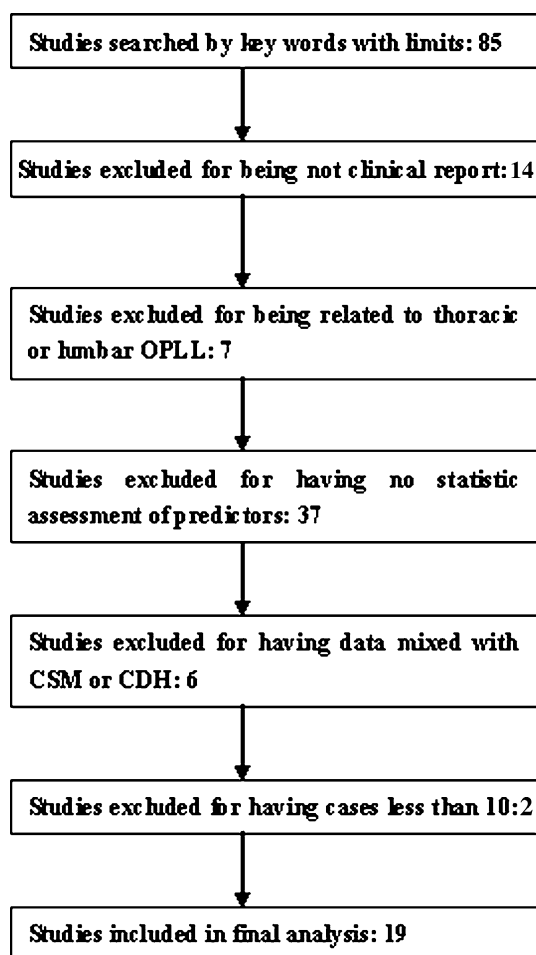 Studies searched by key words with limits: 85
Studies excluded for being not clinical report: 14
Studies excluded for being related to thoracic
or lumbar OPLL: 7
Studies excluded for having no statistic
assessment of predictors: 37
Studies excluded for having data mixed with
CSM or CDH: 6
Studies excluded for having cases less than 10:2
Studies included in final analysis: 19